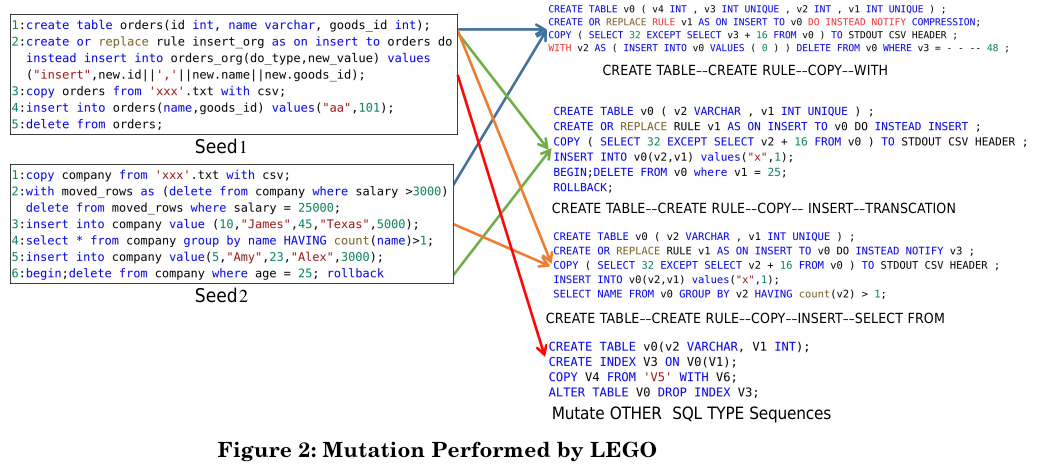 1:create table orders(id int, name varchar, goods_id int);
2:create or replace rule insert_org as on insert to orders do
instead insert into orders_org(do_type,new_value) values
("insert",new.id||','||new.name||new.goods_id);
3:copy orders from 'xxx'.txt with csv;
4:insert into orders(name,goods_id) values("aa",101);
5:delete from orders;
Seed1
1:copy company from 'xxx'.txt with csv;
2:with moved_rows as (delete from company where salary >3000)
delete from moved_rows where salary = 25000;
3:insert into company value (10,"James",45,"Texas",5000);
4:select * from company group by name HAVING count(name)>1;
5:insert into company value(5,"Amy",23,"Alex",3000);
6:begin;delete from company where age = 25; rollback
Seed2
CREATE TABLE v0 ( v4 INT , v3 INT UNIQUE , v2 INT , v1 INT UNIQUE ) ;
CREATE OR REPLACE RULE v1 AS ON INSERT TO v0 DO INSTEAD NOTIFY COMPRESSION;
COPY ( SELECT 32 EXCEPT SELECT v3 + 16 FROM v0 ) TO STDOUT CSV HEADER ;
WITH v2 AS ( INSERT INTO v0 VALUES ( 0 ) ) DELETE FROM v0 WHERE v3 = - - -- 48 ;
CREATE TABLE--CREATE RULE--COPY--WITH
CREATE TABLE v0 ( v2 VARCHAR , v1 INT UNIQUE ) ;
CREATE OR REPLACE RULE v1 AS ON INSERT TO v0 DO INSTEAD INSERT ;
COPY ( SELECT 32 EXCEPT SELECT v2 + 16 FROM v0 ) TO STDOUT CSV HEADER ;
INSERT INTO v0(v2,v1) values("x",1);
BEGIN;DELETE FROM v0 where v1 = 25;
ROLLBACK;
CREATE TABLE--CREATE RULE--COPY-- INSERT--TRANSCATION
CREATE TABLE v0 ( v2 VARCHAR , v1 INT UNIQUE ) ;
CREATE OR REPLACE RULE v1 AS ON INSERT TO v0 DO INSTEAD NOTIFY v3 ;
COPY ( SELECT 32 EXCEPT SELECT v2 + 16 FROM v0 ) TO STDOUT CSV HEADER ;
INSERT INTO v0(v2,v1) values("x",1);
SELECT NAME FROM v0 GROUP BY v2 HAVING count(v2) > 1;
CREATE TABLE--CREATE RULE--COPY--INSERT--SELECT FROM
CREATE TABLE v0(v2 VARCHAR, V1 INT);
CREATE INDEX V3 ON V0(V1);
COPY V4 FROM 'V5' WITH V6;
ALTER TABLE V0 DROP INDEX V3;
Mutate OTHER SQL TYPE Sequences
Figure 2: Mutation Performed by LEGO